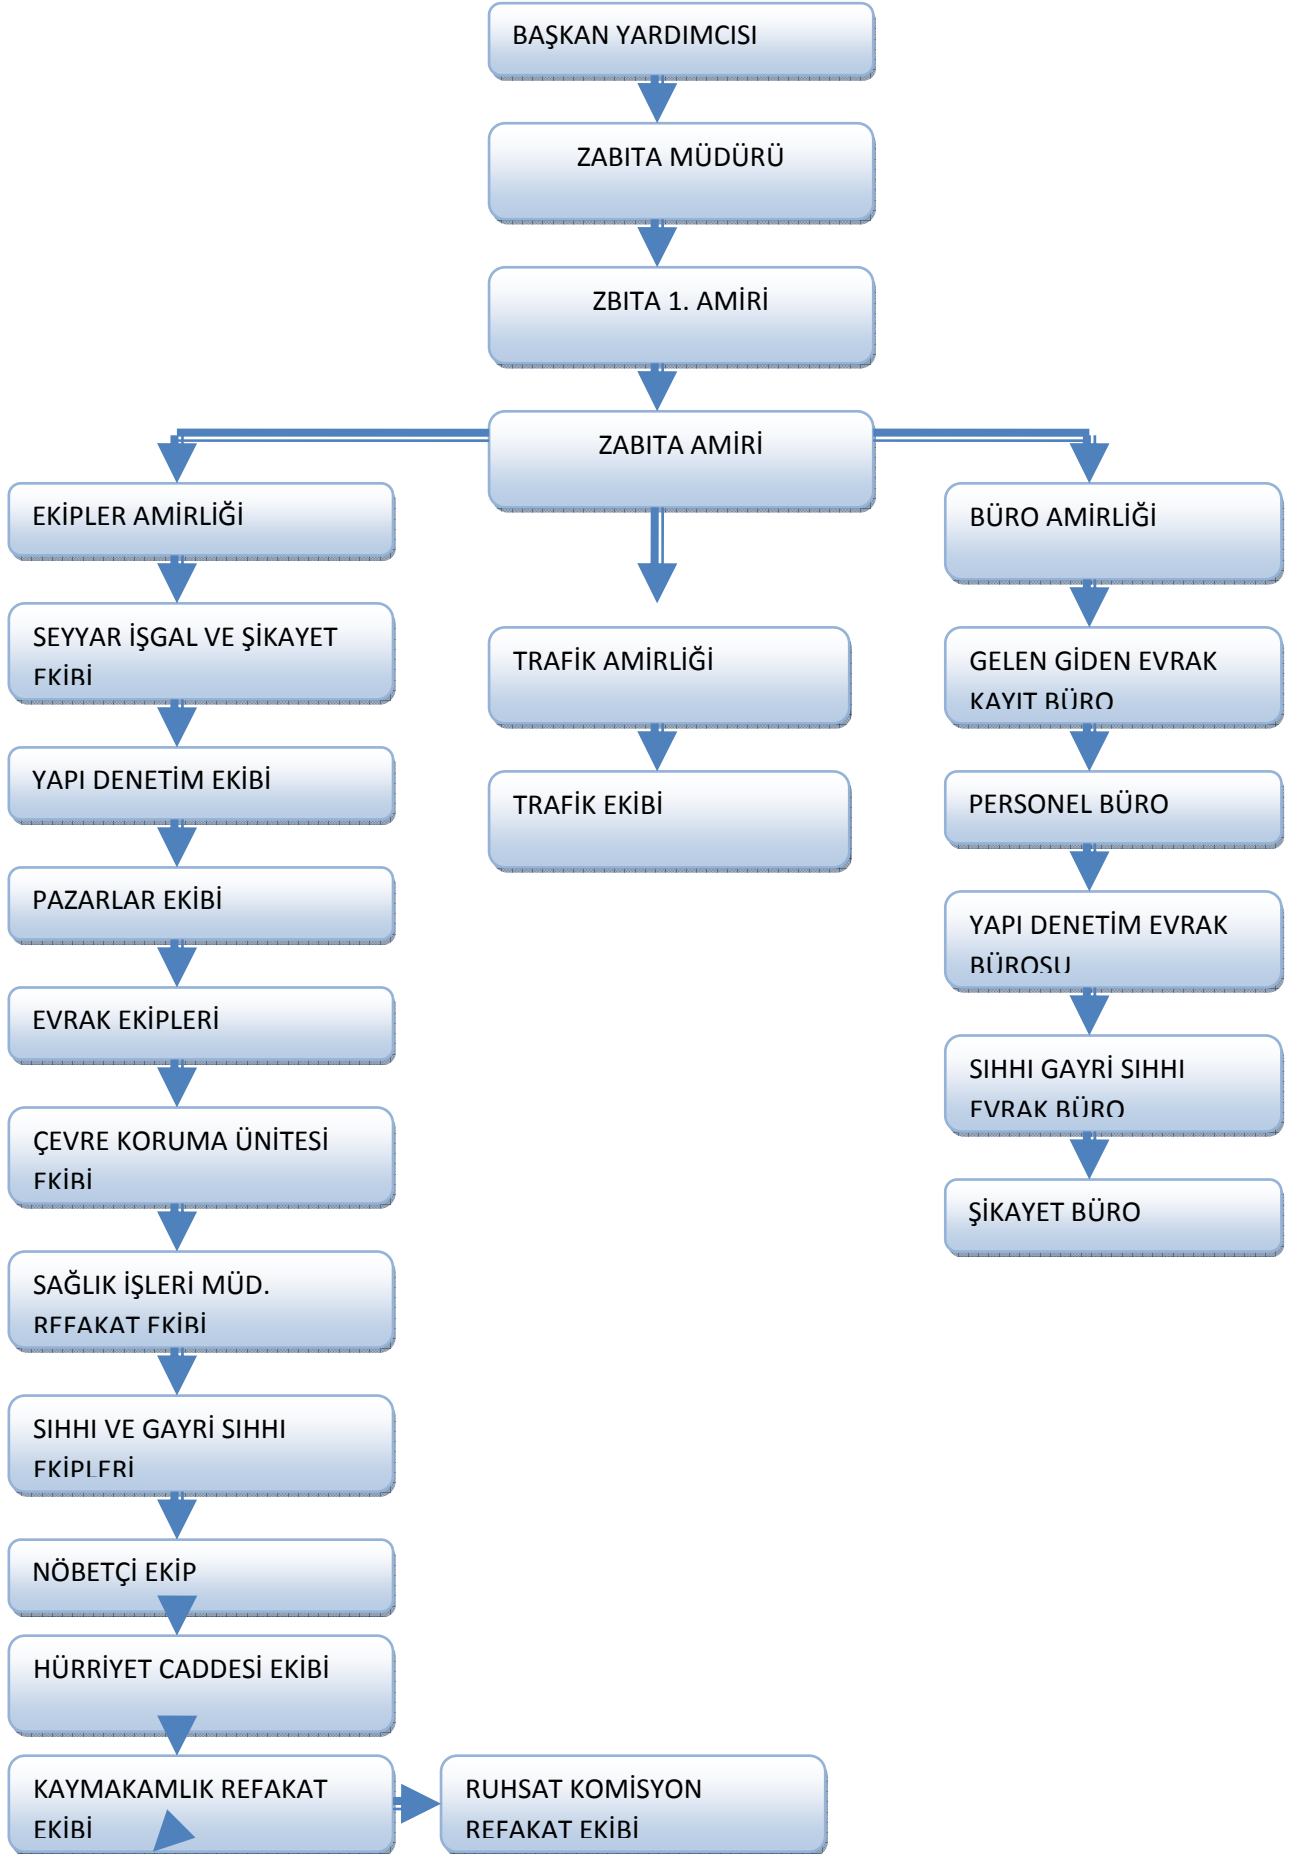 BAŞKAN YARDIMCISI
ZABITA MÜDÜRÜ
ZBITA 1. AMİRİ
ZABITA AMİRİ
EKİPLER AMİRLİĞİ
SEYYAR İŞGAL VE ŞİKAYET
EKİBİ
YAPI DENETİM EKİBİ
PAZARLAR EKİBİ
EVRAK EKİPLERİ
ÇEVRE KORUMA ÜNİTESİ
EKİBİ
SAĞLIK İŞLERİ MÜD.
REFAKAT EKİBİ
SIHHI VE GAYRİ SIHHI
EKİPLERİ
NÖBETÇİ EKİP
HÜRRİYET CADDESİ EKİBİ
KAYMAKAMLIK REFAKAT
EKİBİ
RUHSAT KOMİSYON
REFAKAT EKİBİ
TRAFİK AMİRLİĞİ
TRAFİK EKİBİ
BÜRO AMİRLİĞİ
GELEN GİDEN EVRAK
KAYIT BÜRO
PERSONEL BÜRO
YAPI DENETİM EVRAK
BÜROSU
SIHHI GAYRİ SIHHI
EVRAK BÜRO
ŞİKAYET BÜRO